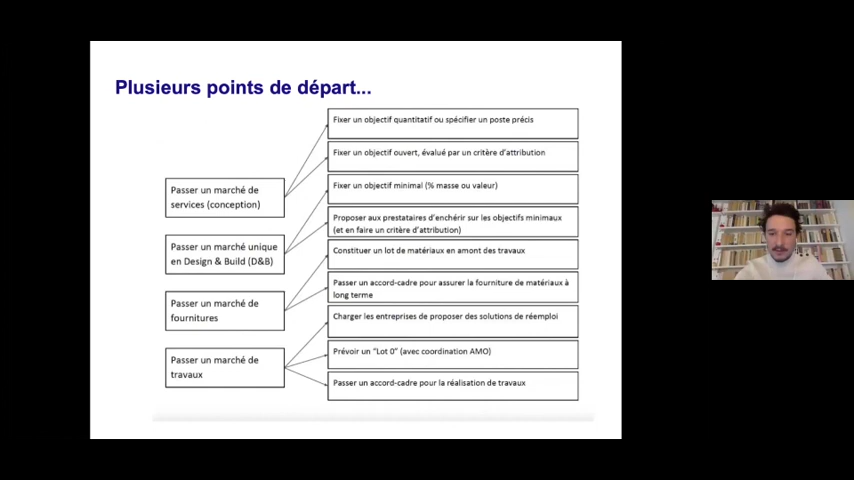 Plusieurs points de départ...
Passer un marché de
services (conception)
Fixer un objectif quantitatif ou spécifier un poste précis
Fixer un objectif ouvert, évalué par un critère d'attribution
Passer un marché unique
en Design & Build (D&B)
Fixer un objectif minimal (% masse ou valeur)
Proposer aux prestataires d'enchérir sur les objectifs minimaux
(et en faire un critère d'attribution)
Passer un marché de
fournitures
Constituer un lot de matériaux en amont des travaux
Passer un accord-cadre pour assurer la fourniture de matériaux à
long terme
Passer un marché de
travaux
Charger les entreprises de proposer des solutions de réemploi
Prévoir un "Lot 0" (avec coordination AMO)
Passer un accord-cadre pour la réalisation de travaux